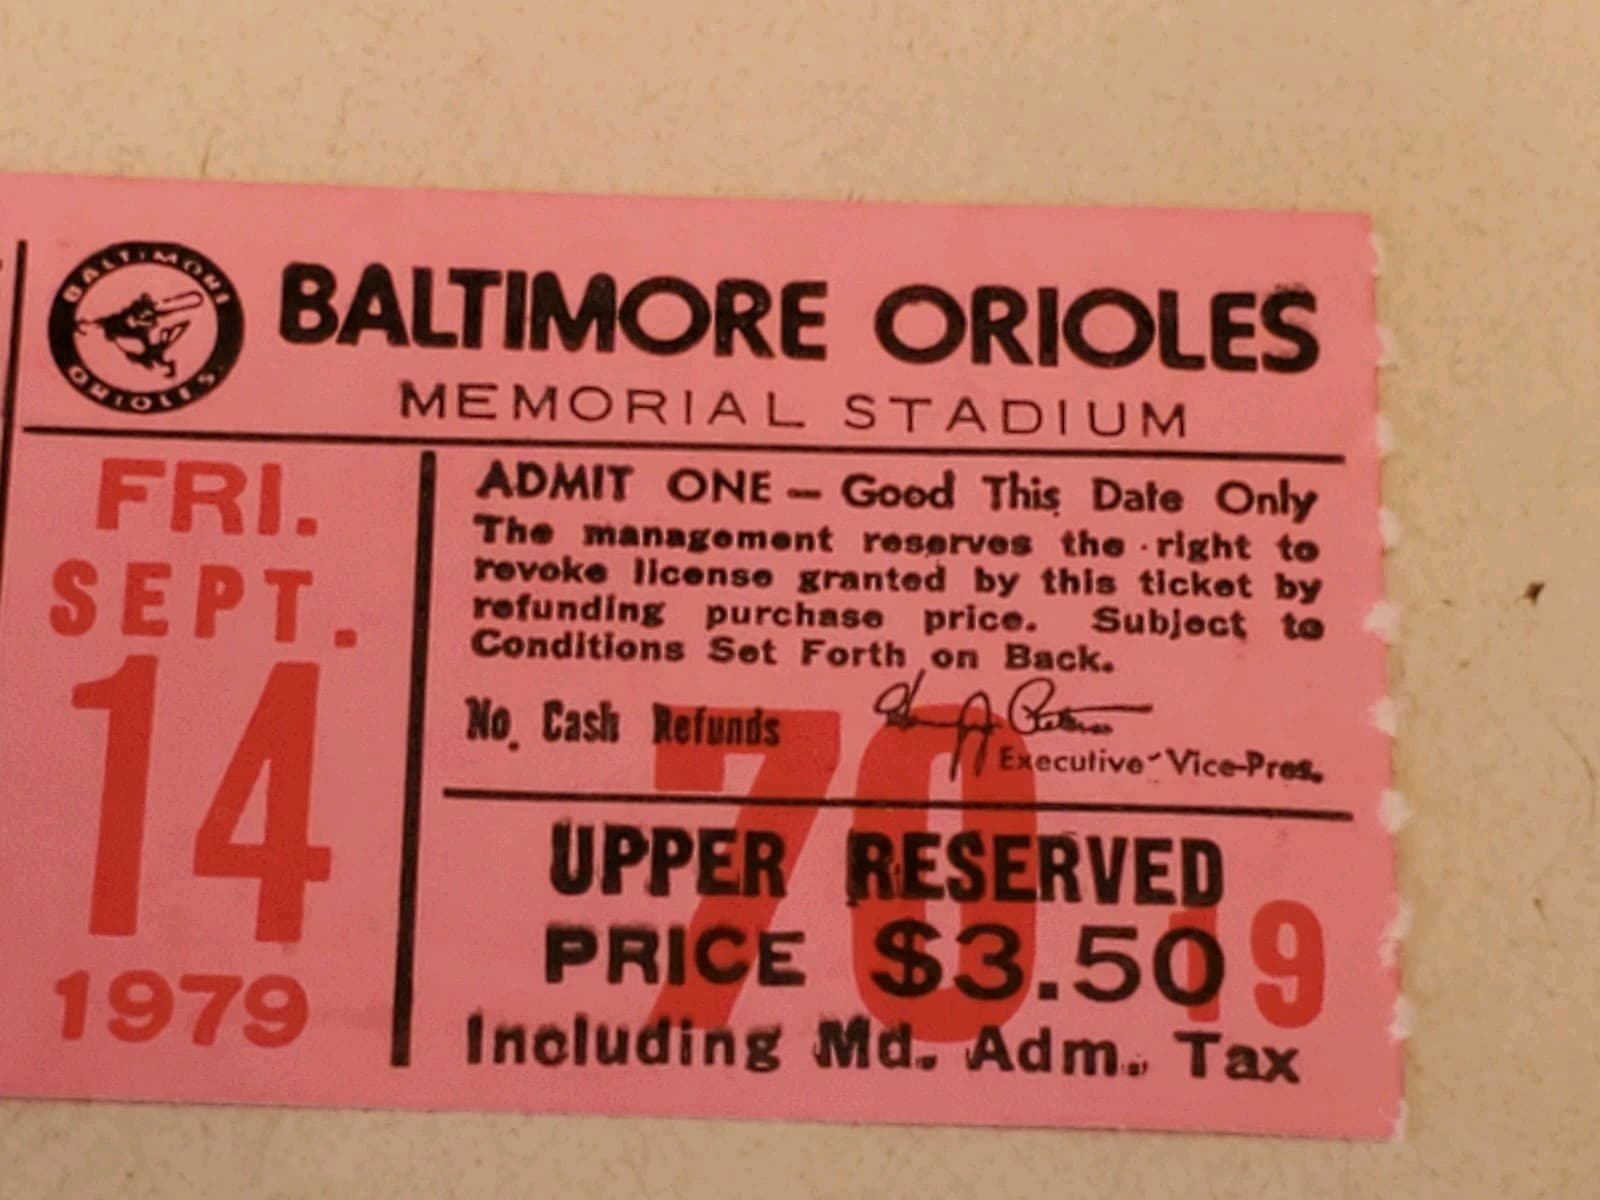 BALTIMORE ORIOLES
BALTIMORE ORIOLES
MEMORIAL STADIUM
FRI.
SEPT.
14
1979
ADMIT ONE – Good This Date Only
The management reserves the right to
revoke license granted by this ticket by
refunding purchase price. Subject to
Conditions Set Forth on Back.
No Cash Refunds
Executive Vice-Pres.
70
19
UPPER RESERVED
PRICE $3.50
Including Md. Adm. Tax